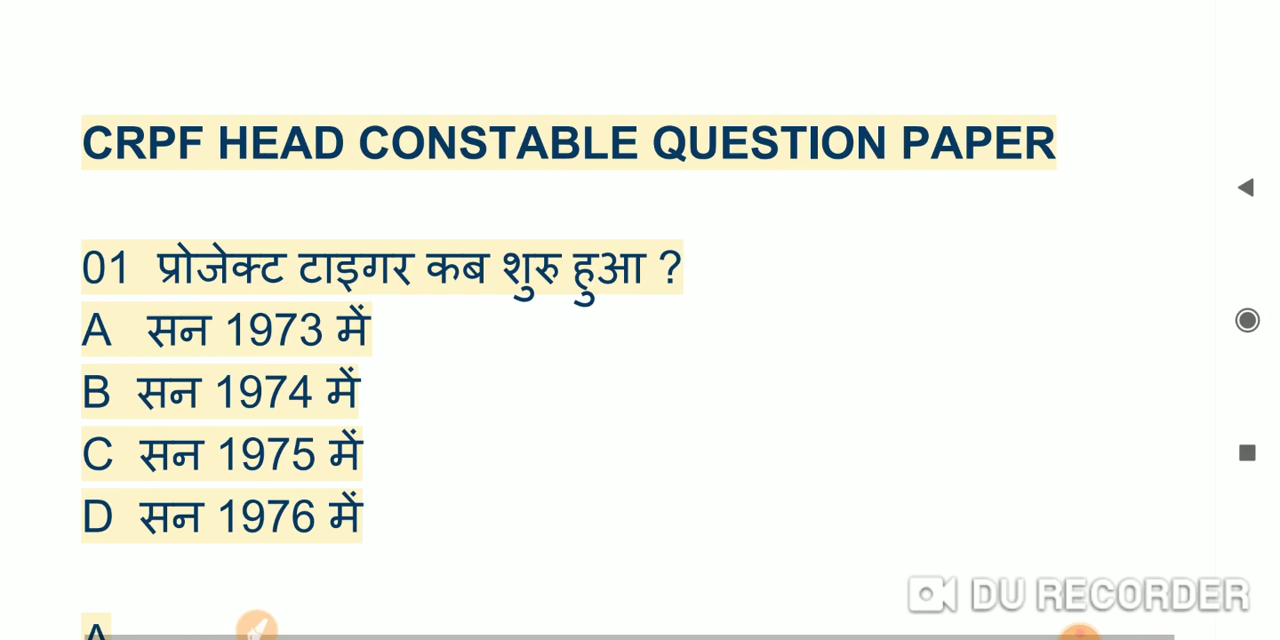 CRPF HEAD CONSTABLE QUESTION PAPER
01 प्रोजेक्ट टाइगर कब शुरु हुआ ?
A सन 1973 में
B सन 1974 में
C सन 1975 में
D सन 1976 में
A
DU RECORDER